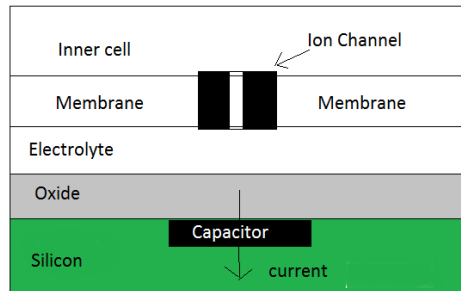 Ion Channel
Inner cell
Membrane
Membrane
Electrolyte
Oxide
Capacitor
Silicon
current